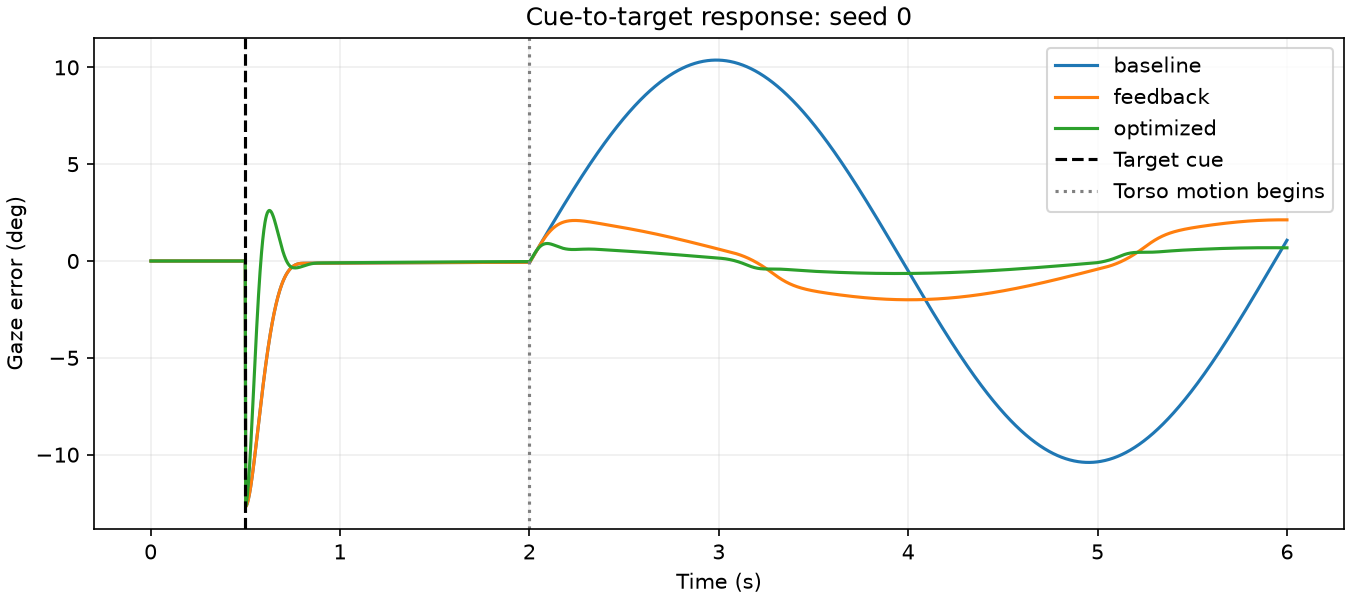 Cue-to-target response: seed 0
baseline
feedback
optimized
Target cue
Torso motion begins
Gaze error (deg)
10
5
0
−5
−10
0 1 2 3 4 5 6
Time (s)